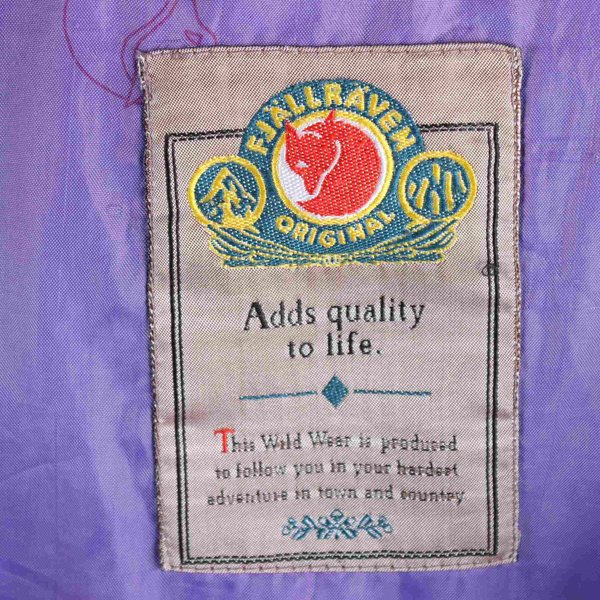 FJÄLLRÄVEN
ORIGINAL
Adds quality
to life.
This Wild Wear is produced
to follow you in your hardest
adventure in town and country.